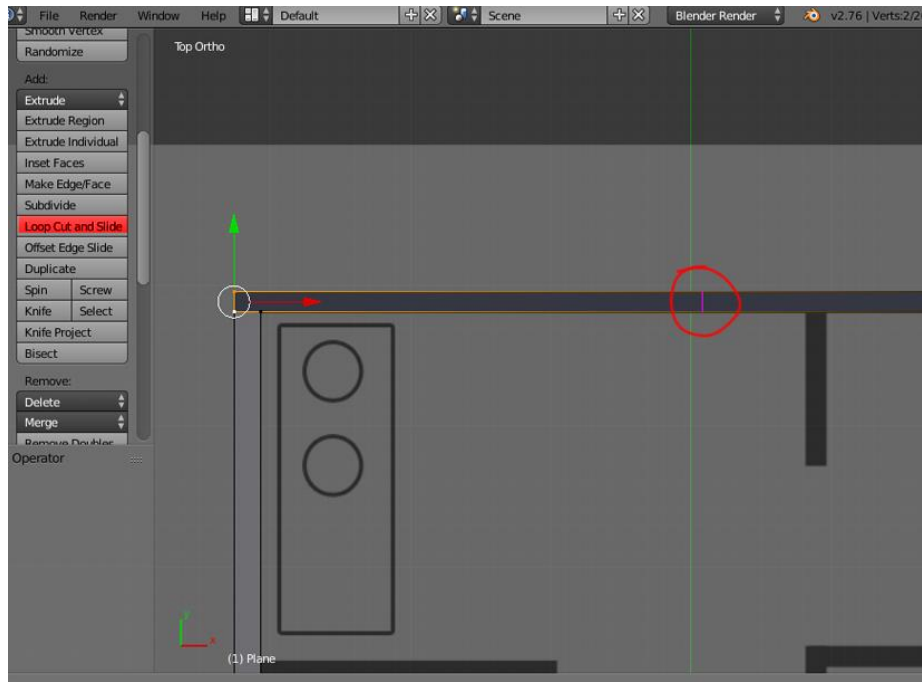 File Render Window Help Default Scene Blender Render v2.76 | Verts:2/2
Smooth Vertex
Randomize
Top Ortho
Add:
Extrude
Extrude Region
Extrude Individual
Inset Faces
Make Edge/Face
Subdivide
Loop Cut and Slide
Offset Edge Slide
Duplicate
Spin Screw
Knife Select
Knife Project
Bisect
Remove:
Delete
Merge
Remove Doubles
Operator
y
x
(1) Plane